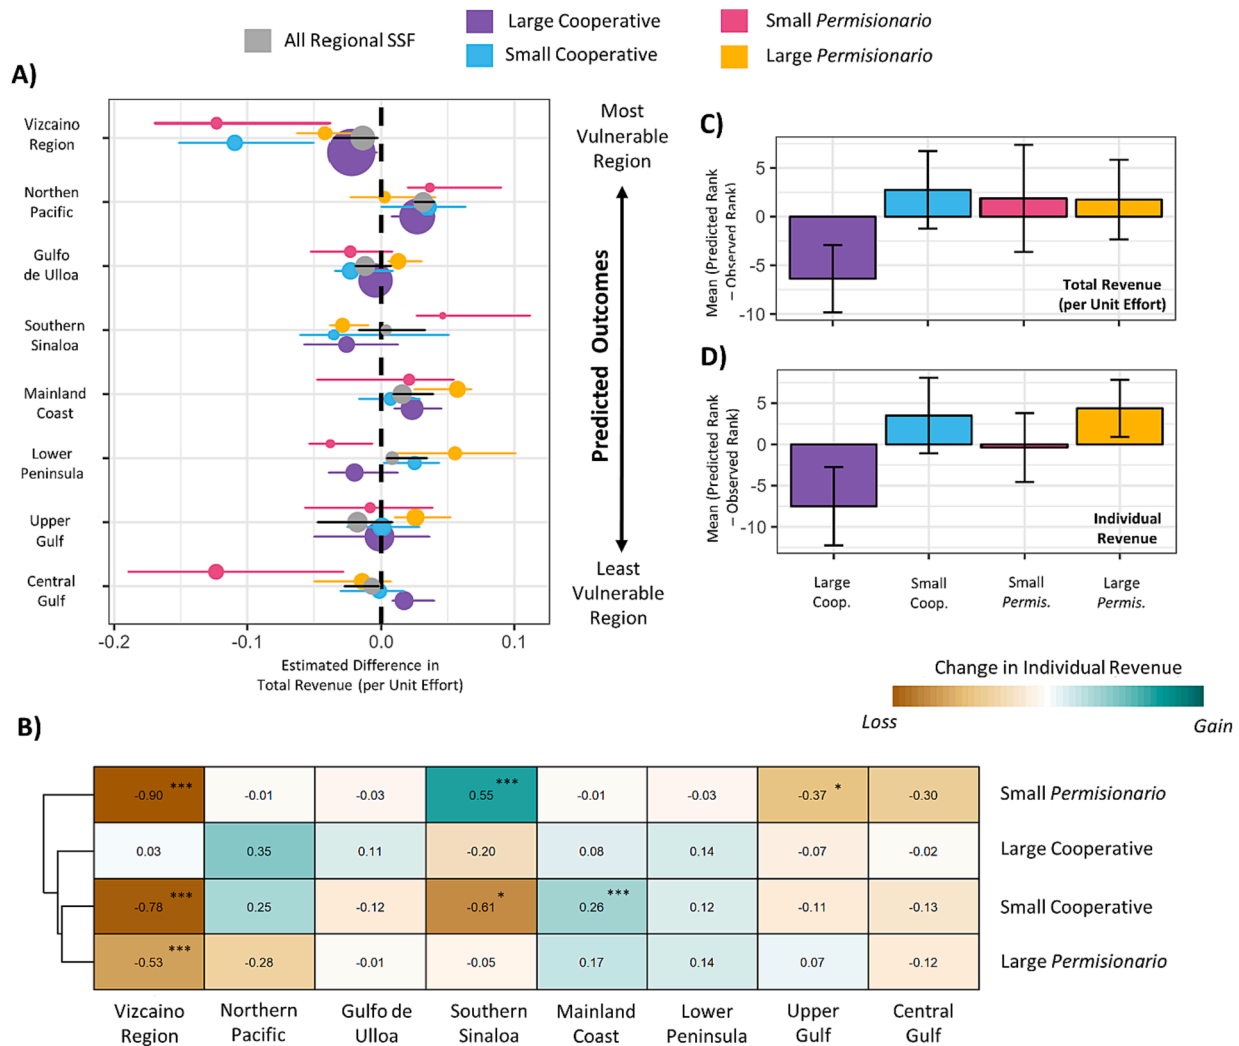 All Regional SSF
Large Cooperative
Small Cooperative
Small Permisionario
Large Permisionario
A)
Vizcaino
Region
Northen
Pacific
Gulfo
de Ulloa
Southern
Sinaloa
Mainland
Coast
Lower
Peninsula
Upper
Gulf
Central
Gulf
-0.2
-0.1
0.0
0.1
Estimated Difference in
Total Revenue (per Unit Effort)
Most
Vulnerable
Region
Predicted Outcomes
Least
Vulnerable
Region
C)
Mean (Predicted Rank
– Observed Rank)
5
0
-5
-10
Total Revenue
(per Unit Effort)
D)
Mean (Predicted Rank
– Observed Rank)
5
0
-5
-10
Individual
Revenue
Large
Coop.
Small
Coop.
Small
Permis.
Large
Permis.
Change in Individual Revenue
Loss
Gain
B)
-0.90 *** -0.01 -0.03 0.55 *** -0.01 -0.03 -0.37 * -0.30 Small Permisionario
0.03 0.35 0.11 -0.20 0.08 0.14 -0.07 -0.02 Large Cooperative
-0.78 *** 0.25 -0.12 -0.61 * 0.26 *** 0.12 -0.11 -0.13 Small Cooperative
-0.53 *** -0.28 -0.01 -0.05 0.17 0.14 0.07 -0.12 Large Permisionario
Vizcaino
Region
Northern
Pacific
Gulfo de
Ulloa
Southern
Sinaloa
Mainland
Coast
Lower
Peninsula
Upper
Gulf
Central
Gulf